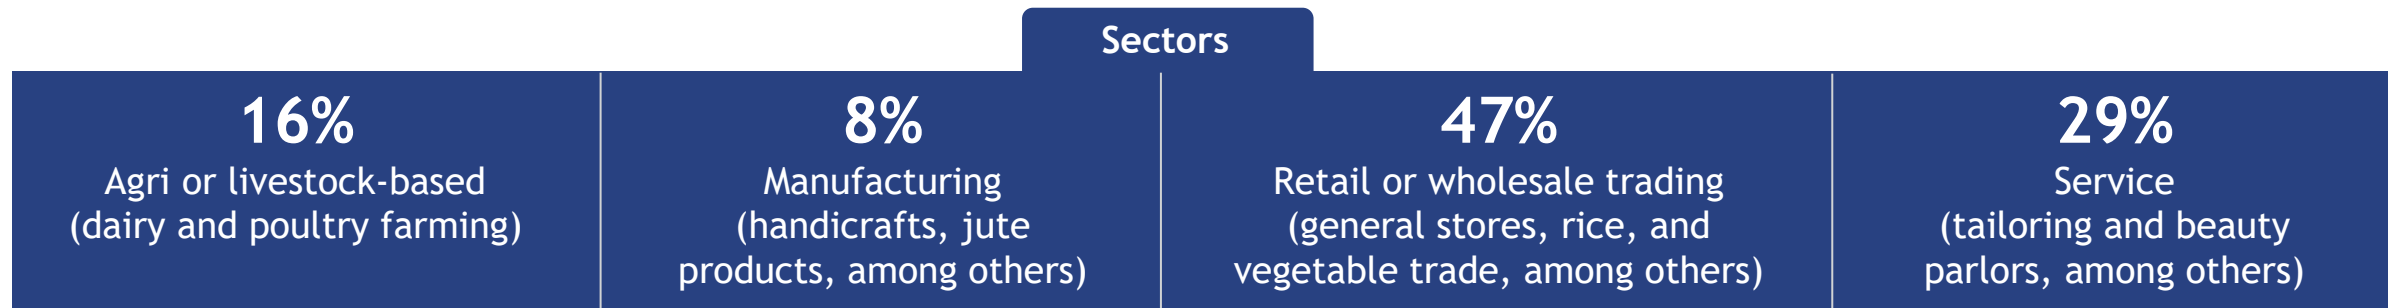 Sectors
16%
Agri or livestock-based
(dairy and poultry farming)
8%
Manufacturing
(handicrafts, jute
products, among others)
47%
Retail or wholesale trading
(general stores, rice, and
vegetable trade, among others)
29%
Service
(tailoring and beauty
parlors, among others)